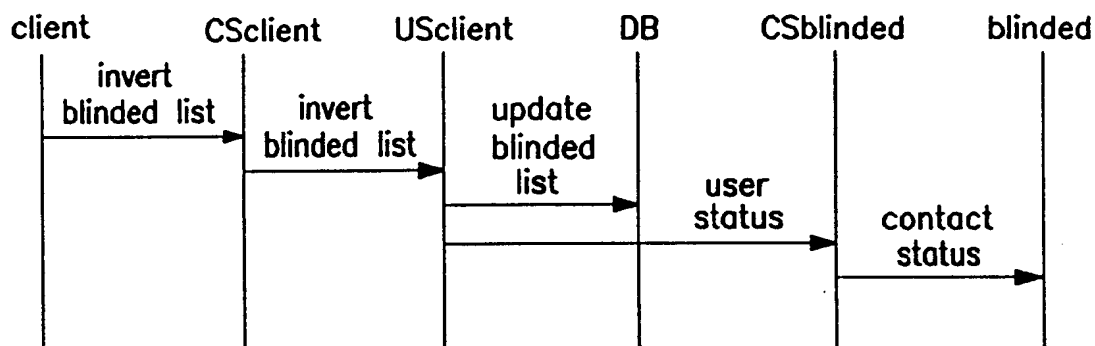 client CSclient USclient DB CSblinded blinded
invert
blinded list
invert
blinded list
update
blinded
list
user
status
contact
status